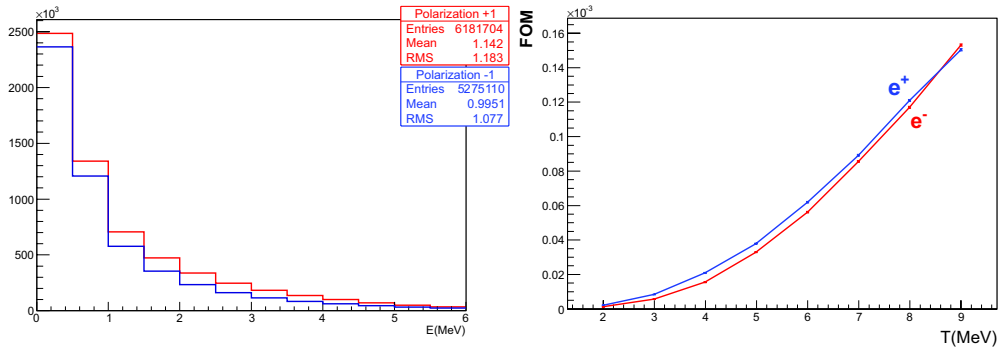 ×10³
2500
2000
1500
1000
500
0
0 1 2 3 4 5 6
E(MeV)
Polarization +1
Entries 6181704
Mean 1.142
RMS 1.183
Polarization -1
Entries 5275110
Mean 0.9951
RMS 1.077
×10⁻³
FOM
0.16
0.14
0.12
0.1
0.08
0.06
0.04
0.02
0
2 3 4 5 6 7 8 9
T(MeV)
e⁺
e⁻